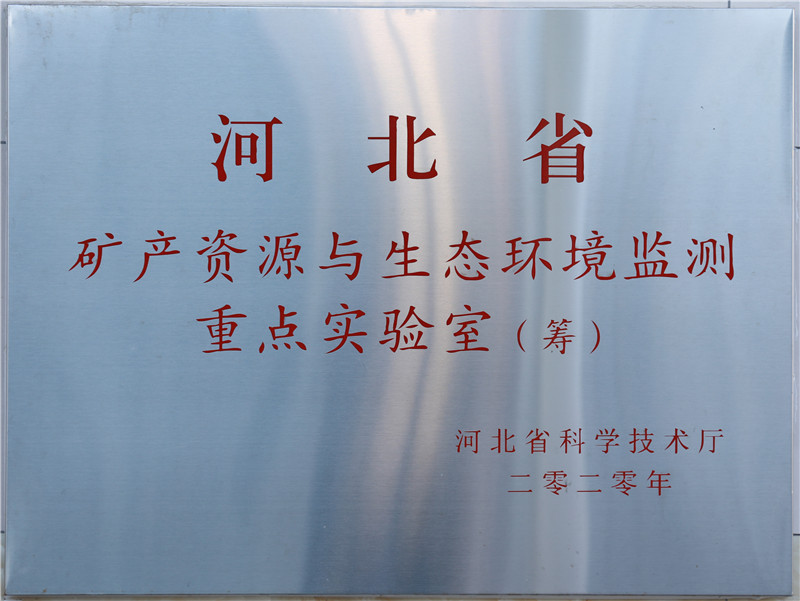 河北省
矿产资源与生态环境监测
重点实验室（筹）
河北省科学技术厅
二零二零年